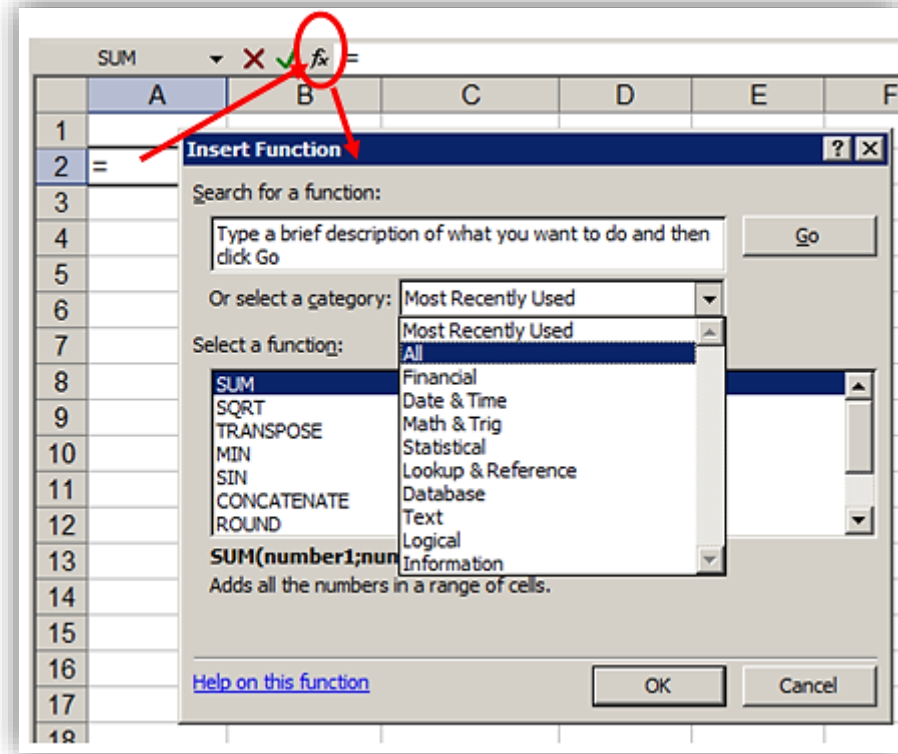 SUM fx =
A B C D E F
1
2 =
3
4
5
6
7
8
9
10
11
12
13
14
15
16
17
18
Insert Function ? X
Search for a function:
Type a brief description of what you want to do and then
click Go
Go
Or select a category: Most Recently Used
Most Recently Used
All
Financial
Date & Time
Math & Trig
Statistical
Lookup & Reference
Database
Text
Logical
Information
Select a function:
SUM
SQRT
TRANSPOSE
MIN
SIN
CONCATENATE
ROUND
SUM(number1;num
Adds all the numbers in a range of cells.
Help on this function
OK Cancel